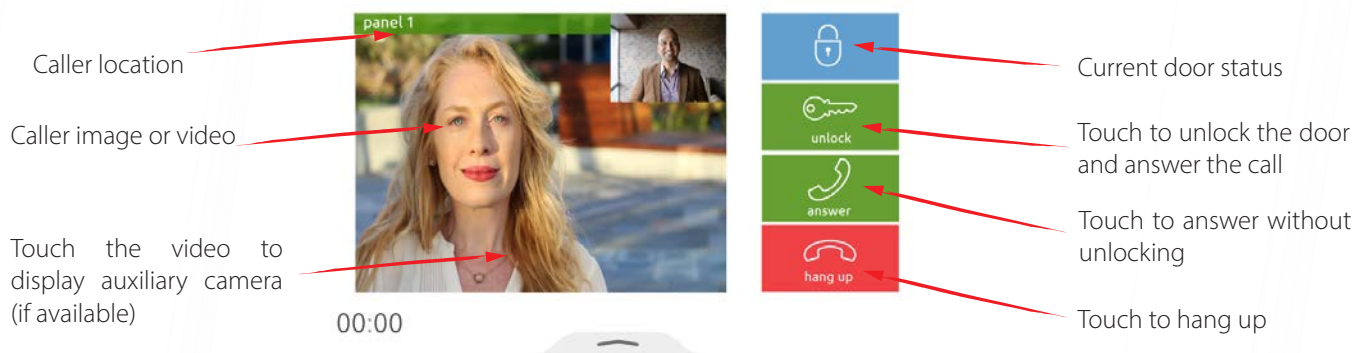 panel 1
Caller location
Caller image or video
Touch the video to
display auxiliary camera
(if available)
00:00
unlock
answer
hang up
Current door status
Touch to unlock the door
and answer the call
Touch to answer without
unlocking
Touch to hang up